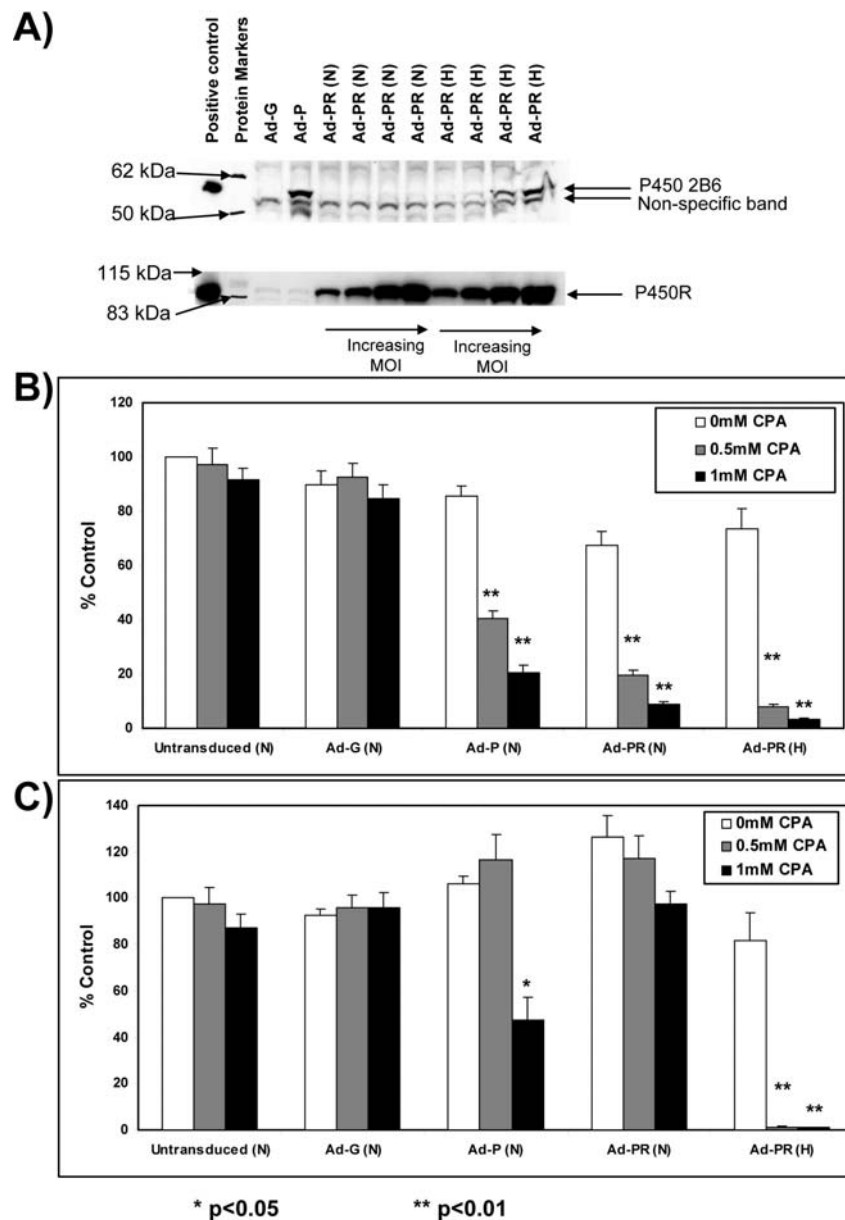 A)
Positive control
Protein Markers
Ad-G
Ad-P
Ad-PR (N)
Ad-PR (N)
Ad-PR (N)
Ad-PR (N)
Ad-PR (H)
Ad-PR (H)
Ad-PR (H)
Ad-PR (H)
62 kDa
50 kDa
P450 2B6
Non-specific band
115 kDa
83 kDa
P450R
Increasing MOI
Increasing MOI
B)
120
100
80
60
40
20
0
% Control
0mM CPA
0.5mM CPA
1mM CPA
**
**
**
**
**
**
Untransduced (N)
Ad-G (N)
Ad-P (N)
Ad-PR (N)
Ad-PR (H)
C)
140
120
100
80
60
40
20
0
% Control
0mM CPA
0.5mM CPA
1mM CPA
*
**
**
Untransduced (N)
Ad-G (N)
Ad-P (N)
Ad-PR (N)
Ad-PR (H)
* p<0.05
** p<0.01